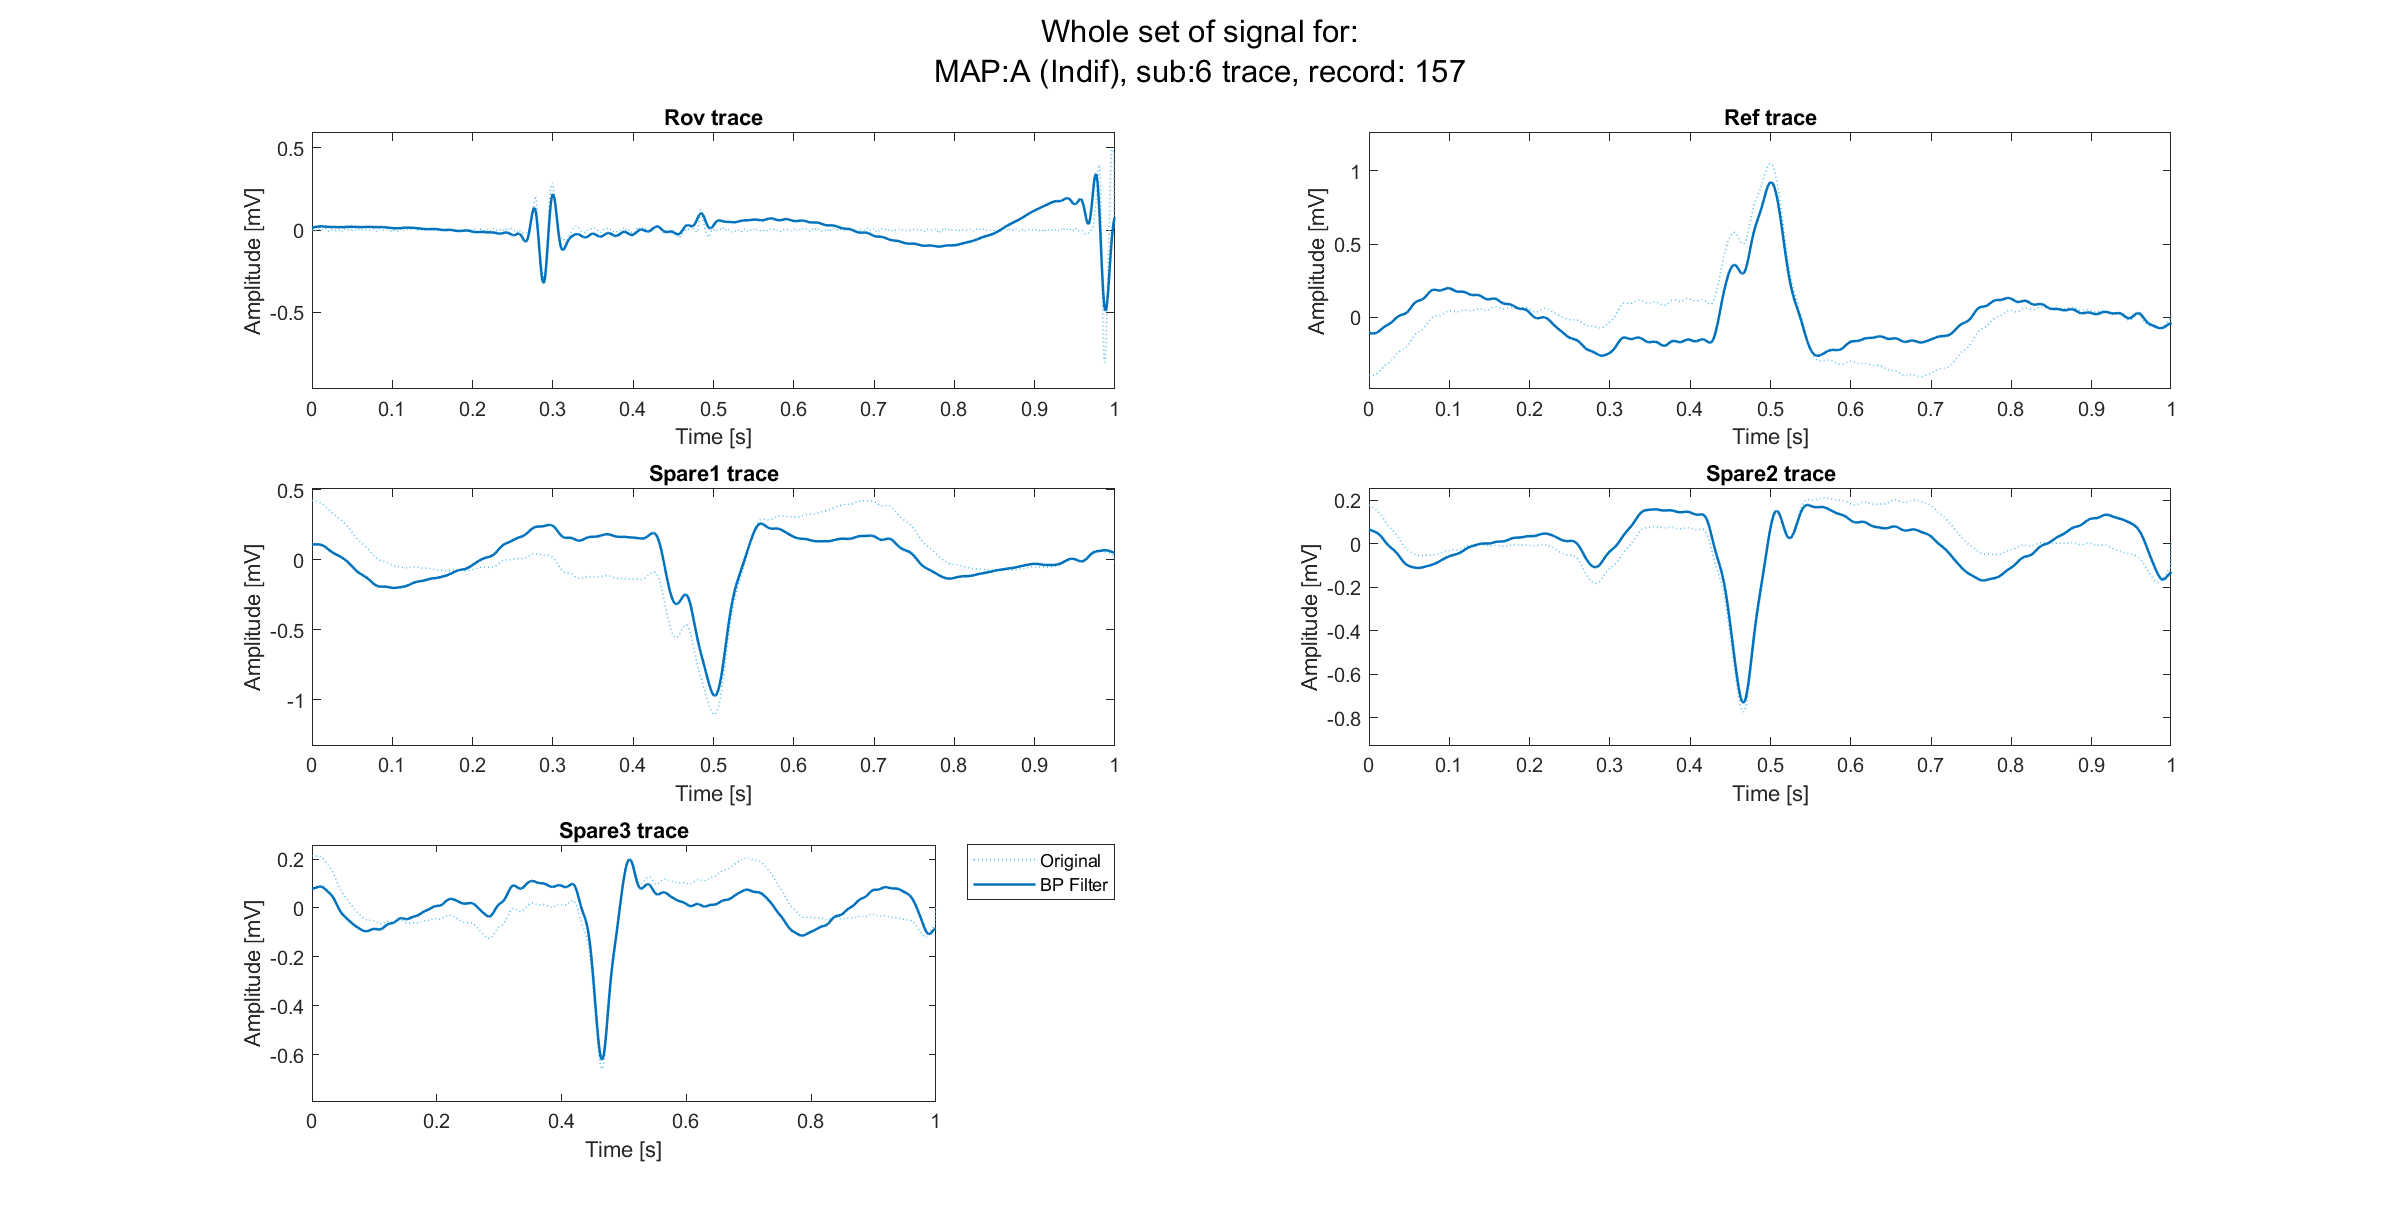 Whole set of signal for:
MAP:A (Indif), sub:6 trace, record: 157
Rov trace
0.5
0
-0.5
Amplitude [mV]
0 0.1 0.2 0.3 0.4 0.5 0.6 0.7 0.8 0.9 1
Time [s]
Ref trace
1
0.5
0
Amplitude [mV]
0 0.1 0.2 0.3 0.4 0.5 0.6 0.7 0.8 0.9 1
Time [s]
Spare1 trace
0.5
0
-0.5
-1
Amplitude [mV]
0 0.1 0.2 0.3 0.4 0.5 0.6 0.7 0.8 0.9 1
Time [s]
Spare2 trace
0.2
0
-0.2
-0.4
-0.6
-0.8
Amplitude [mV]
0 0.1 0.2 0.3 0.4 0.5 0.6 0.7 0.8 0.9 1
Time [s]
Spare3 trace
0.2
0
-0.2
-0.4
-0.6
Amplitude [mV]
0 0.2 0.4 0.6 0.8 1
Time [s]
Original
BP Filter